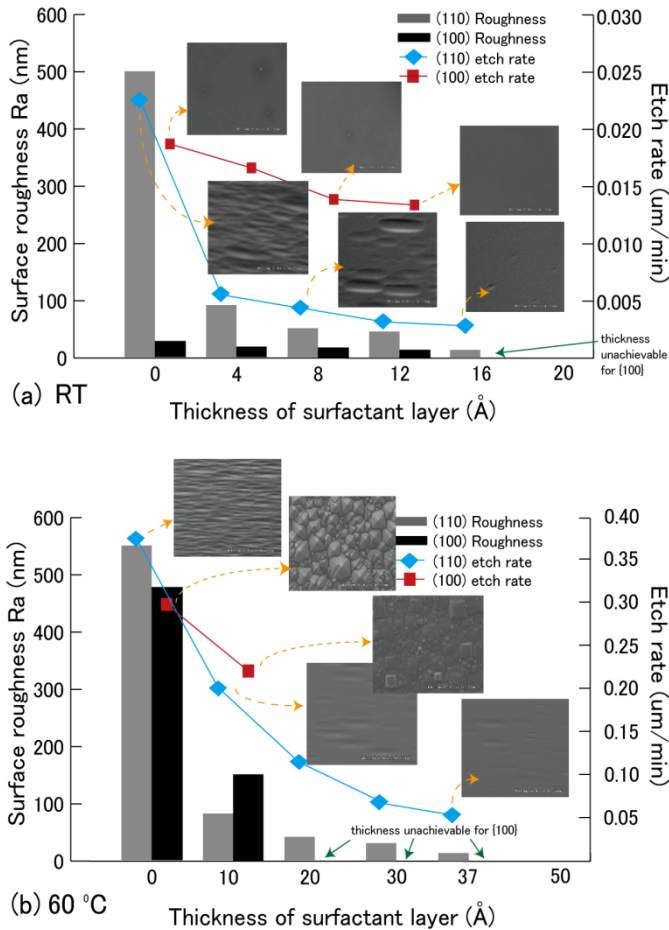 600
500
400
300
200
100
0
Surface roughness Ra (nm)
(110) Roughness
(100) Roughness
(110) etch rate
(100) etch rate
0.030
0.025
0.020
0.015
0.010
0.005
Etch rate (um/min)
thickness
unachievable
for {100}
0 4 8 12 16 20
(a) RT
Thickness of surfactant layer (Å)
600
500
400
300
200
100
0
Surface roughness Ra (nm)
(110) Roughness
(100) Roughness
(110) etch rate
(100) etch rate
0.40
0.35
0.30
0.25
0.20
0.15
0.10
0.05
Etch rate (um/min)
thickness unachievable for {100}
0 10 20 30 37 50
(b) 60 °C
Thickness of surfactant layer (Å)